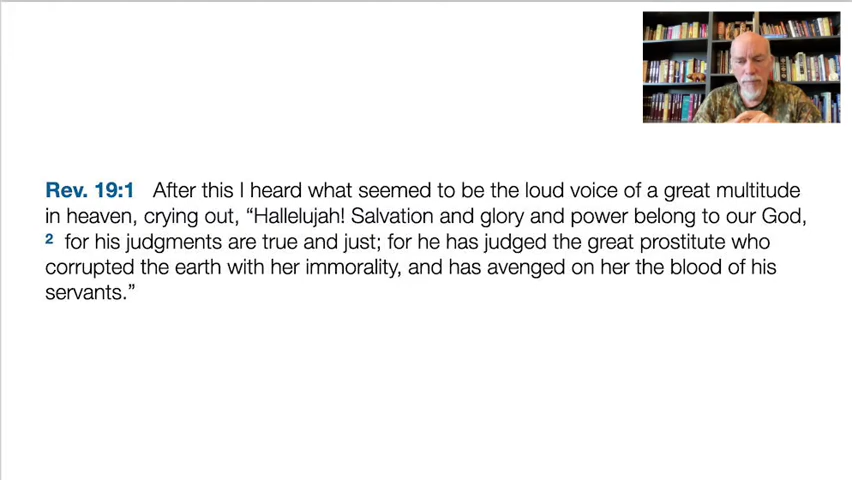 Rev. 19:1 After this I heard what seemed to be the loud voice of a great multitude
in heaven, crying out, “Hallelujah! Salvation and glory and power belong to our God,
2 for his judgments are true and just; for he has judged the great prostitute who
corrupted the earth with her immorality, and has avenged on her the blood of his
servants.”